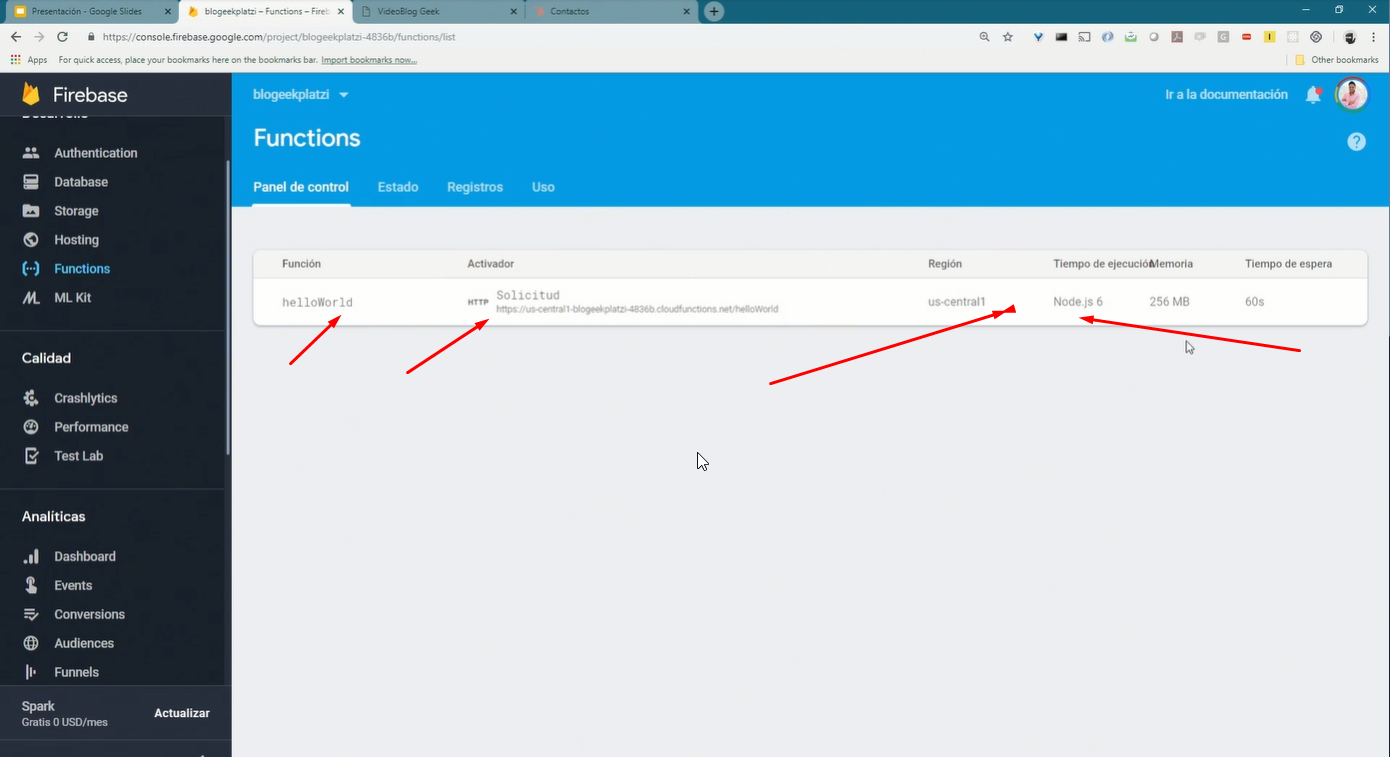 Presentación - Google Slides
blogeekplatzi – Functions – Fireb
VideoBlog Geek
Contactos
https://console.firebase.google.com/project/blogeekplatzi-4836b/functions/list
Apps For quick access, place your bookmarks here on the bookmarks bar. Import bookmarks now...
Other bookmarks
Firebase
blogeekplatzi
Ir a la documentación
Desarrollo
Functions
Authentication
Database
Panel de control Estado Registros Uso
Storage
Hosting
Functions
ML Kit
Función Activador Región Tiempo de ejecución Memoria Tiempo de espera
helloWorld HTTP Solicitud us-central1 Node.js 6 256 MB 60s
https://us-central1-blogeekplatzi-4836b.cloudfunctions.net/helloWorld
Calidad
Crashlytics
Performance
Test Lab
Analíticas
Dashboard
Events
Conversions
Audiences
Funnels
Spark
Gratis 0 USD/mes
Actualizar